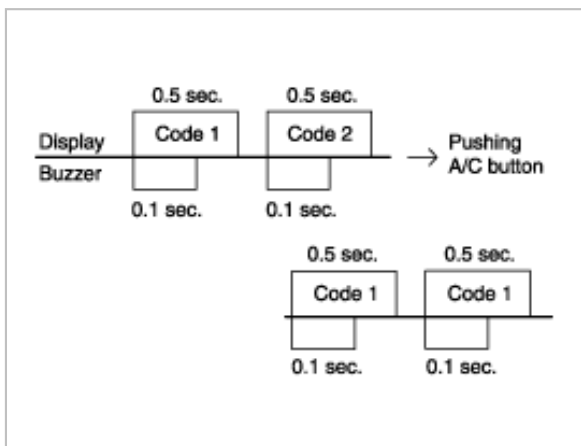 0.5 sec. 0.5 sec.
Display Code 1 Code 2
Buzzer
0.1 sec. 0.1 sec.
Pushing
A/C button
0.5 sec. 0.5 sec.
Code 1 Code 1
0.1 sec. 0.1 sec.